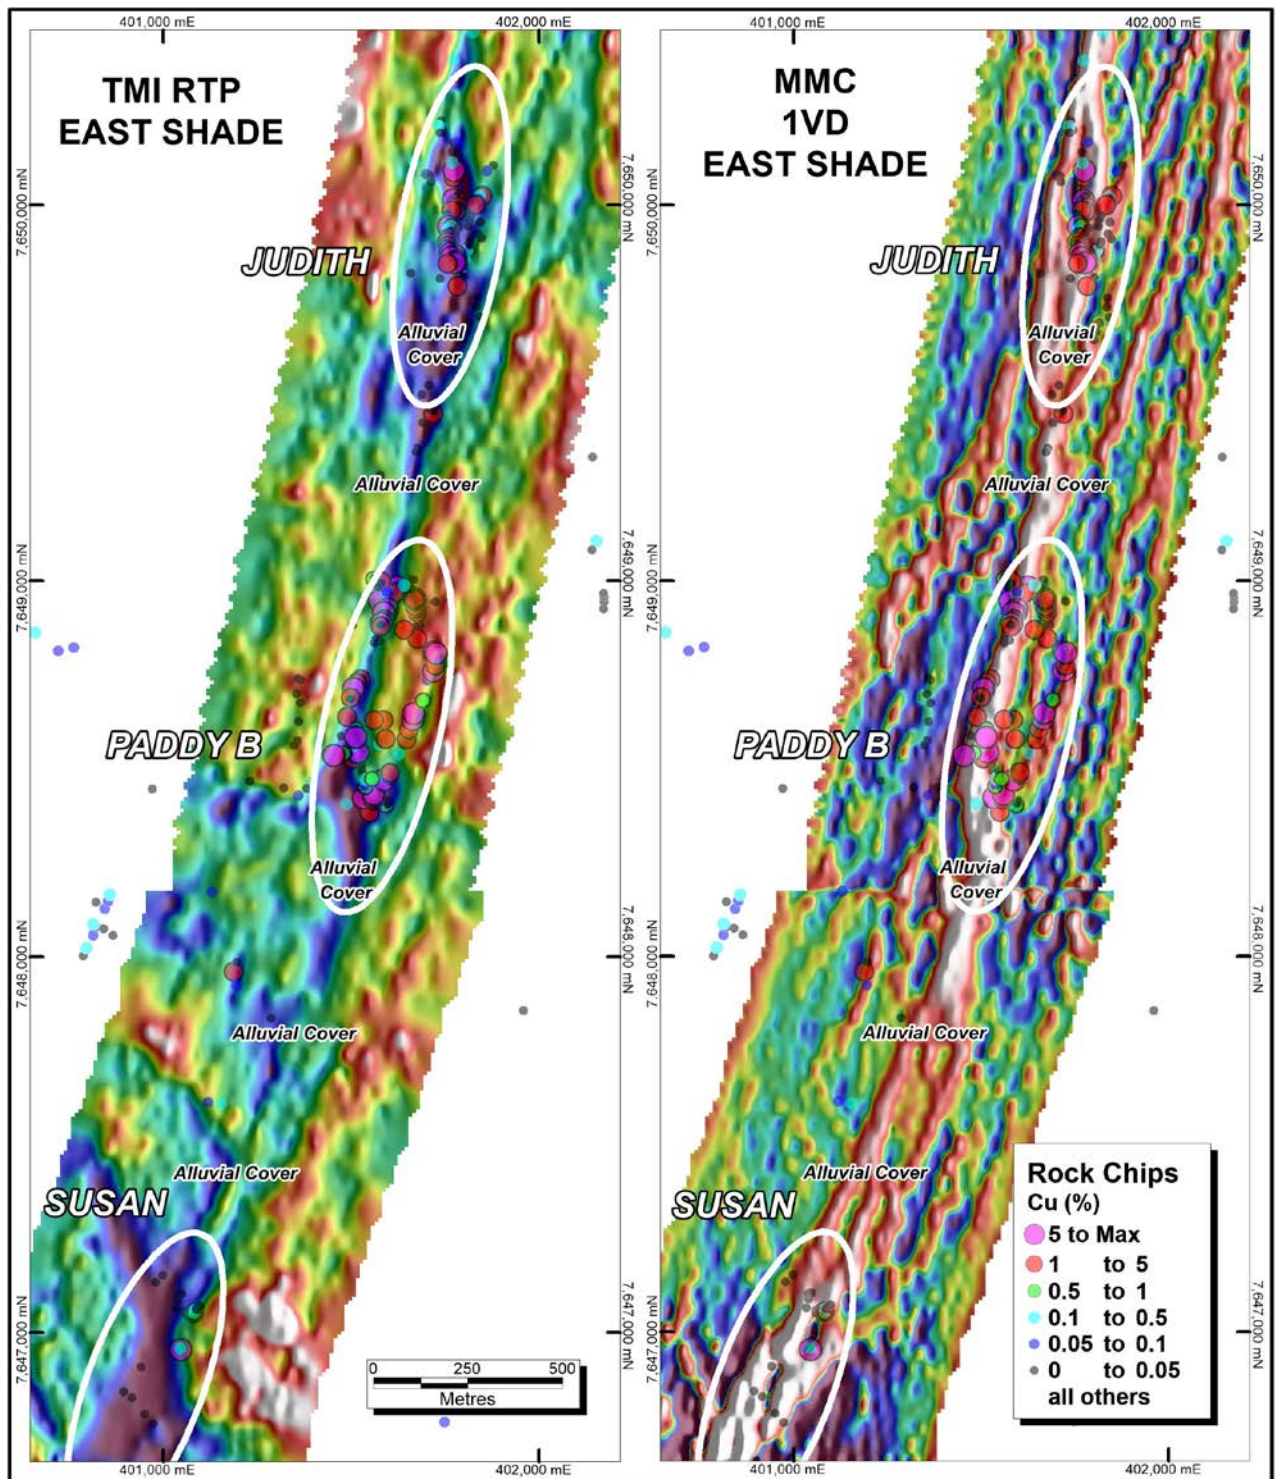 401,000 mE
402,000 mE
401,000 mE
402,000 mE
TMI RTP
EAST SHADE
MMC
1VD
EAST SHADE
7,650,000 mN
7,650,000 mN
7,650,000 mN
7,650,000 mN
JUDITH
JUDITH
Alluvial
Cover
Alluvial
Cover
Alluvial Cover
Alluvial Cover
7,649,000 mN
7,649,000 mN
7,649,000 mN
7,649,000 mN
PADDY B
PADDY B
Alluvial
Cover
Alluvial
Cover
7,648,000 mN
7,648,000 mN
7,648,000 mN
7,648,000 mN
Alluvial Cover
Alluvial Cover
Alluvial Cover
Alluvial Cover
SUSAN
SUSAN
7,647,000 mN
7,647,000 mN
7,647,000 mN
7,647,000 mN
0 250 500
Metres
Rock Chips
Cu (%)
5 to Max
1 to 5
0.5 to 1
0.1 to 0.5
0.05 to 0.1
0 to 0.05
all others
401,000 mE
402,000 mE
401,000 mE
402,000 mE